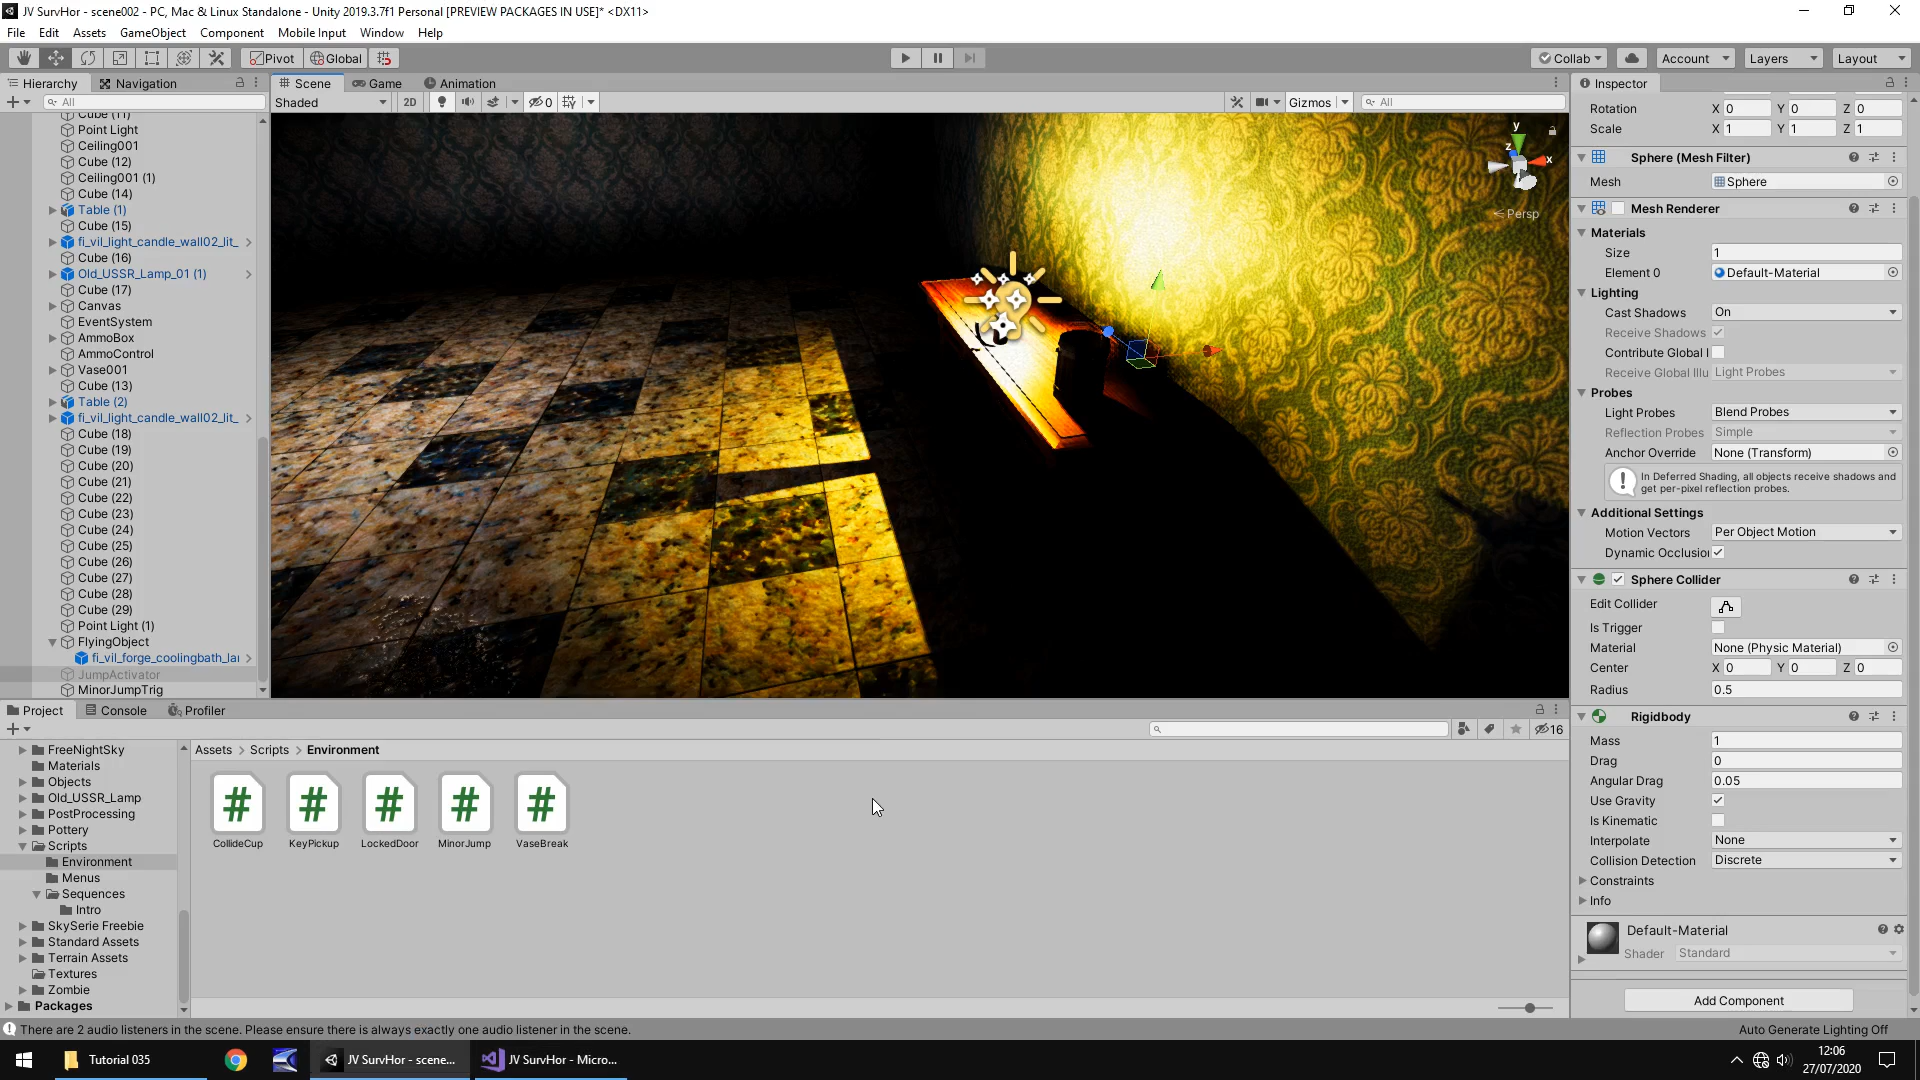 JV SurvHor - scene002 - PC, Mac & Linux Standalone - Unity 2019.3.7f1 Personal [PREVIEW PACKAGES IN USE]* <DX11>
File Edit Assets GameObject Component Mobile Input Window Help
Pivot Global Collab Account Layers Layout
Hierarchy Navigation
All
Cube (11)
Point Light
Ceiling001
Cube (12)
Ceiling001 (1)
Cube (14)
Table (1)
Cube (15)
fi_vil_light_candle_wall02_lit_
Cube (16)
Old_USSR_Lamp_01 (1)
Cube (17)
Canvas
EventSystem
AmmoBox
AmmoControl
Vase001
Cube (13)
Table (2)
fi_vil_light_candle_wall02_lit_
Cube (18)
Cube (19)
Cube (20)
Cube (21)
Cube (22)
Cube (23)
Cube (24)
Cube (25)
Cube (26)
Cube (27)
Cube (28)
Cube (29)
Point Light (1)
FlyingObject
fi_vil_forge_coolingbath_la
JumpActivator
MinorJumpTrig
Scene Game Animation
Shaded 2D 0 Gizmos All
y
z x
< Persp
Inspector
Rotation X 0 Y 0 Z 0
Scale X 1 Y 1 Z 1
Sphere (Mesh Filter)
Mesh Sphere
Mesh Renderer
Materials
Size 1
Element 0 Default-Material
Lighting
Cast Shadows On
Receive Shadows
Contribute Global I
Receive Global Illu Light Probes
Probes
Light Probes Blend Probes
Reflection Probes Simple
Anchor Override None (Transform)
In Deferred Shading, all objects receive shadows and
get per-pixel reflection probes.
Additional Settings
Motion Vectors Per Object Motion
Dynamic Occlusion
Sphere Collider
Edit Collider
Is Trigger
Material None (Physic Material)
Center X 0 Y 0 Z 0
Radius 0.5
Rigidbody
Mass 1
Drag 0
Angular Drag 0.05
Use Gravity
Is Kinematic
Interpolate None
Collision Detection Discrete
Constraints
Info
Default-Material
Shader Standard
Add Component
Project Console Profiler
16
FreeNightSky
Materials
Objects
Old_USSR_Lamp
PostProcessing
Pottery
Scripts
Environment
Menus
Sequences
Intro
SkySerie Freebie
Standard Assets
Terrain Assets
Textures
Zombie
Packages
Assets > Scripts > Environment
# # # # #
CollideCup KeyPickup LockedDoor MinorJump VaseBreak
There are 2 audio listeners in the scene. Please ensure there is always exactly one audio listener in the scene.
Auto Generate Lighting Off
Tutorial 035 JV SurvHor - scene... JV SurvHor - Micro...
12:06
27/07/2020